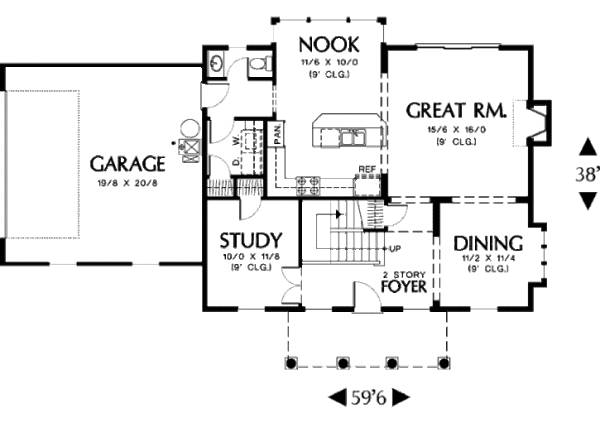 NOOK
11/6 X 10/0
(9' CLG.)
GREAT RM.
15/6 X 16/0
(9' CLG.)
GARAGE
19/8 X 20/8
PAN.
W.
D.
REF
38'
STUDY
10/0 X 11/8
(9' CLG.)
UP
2 STORY
FOYER
DINING
11/2 X 11/4
(9' CLG.)
59'6